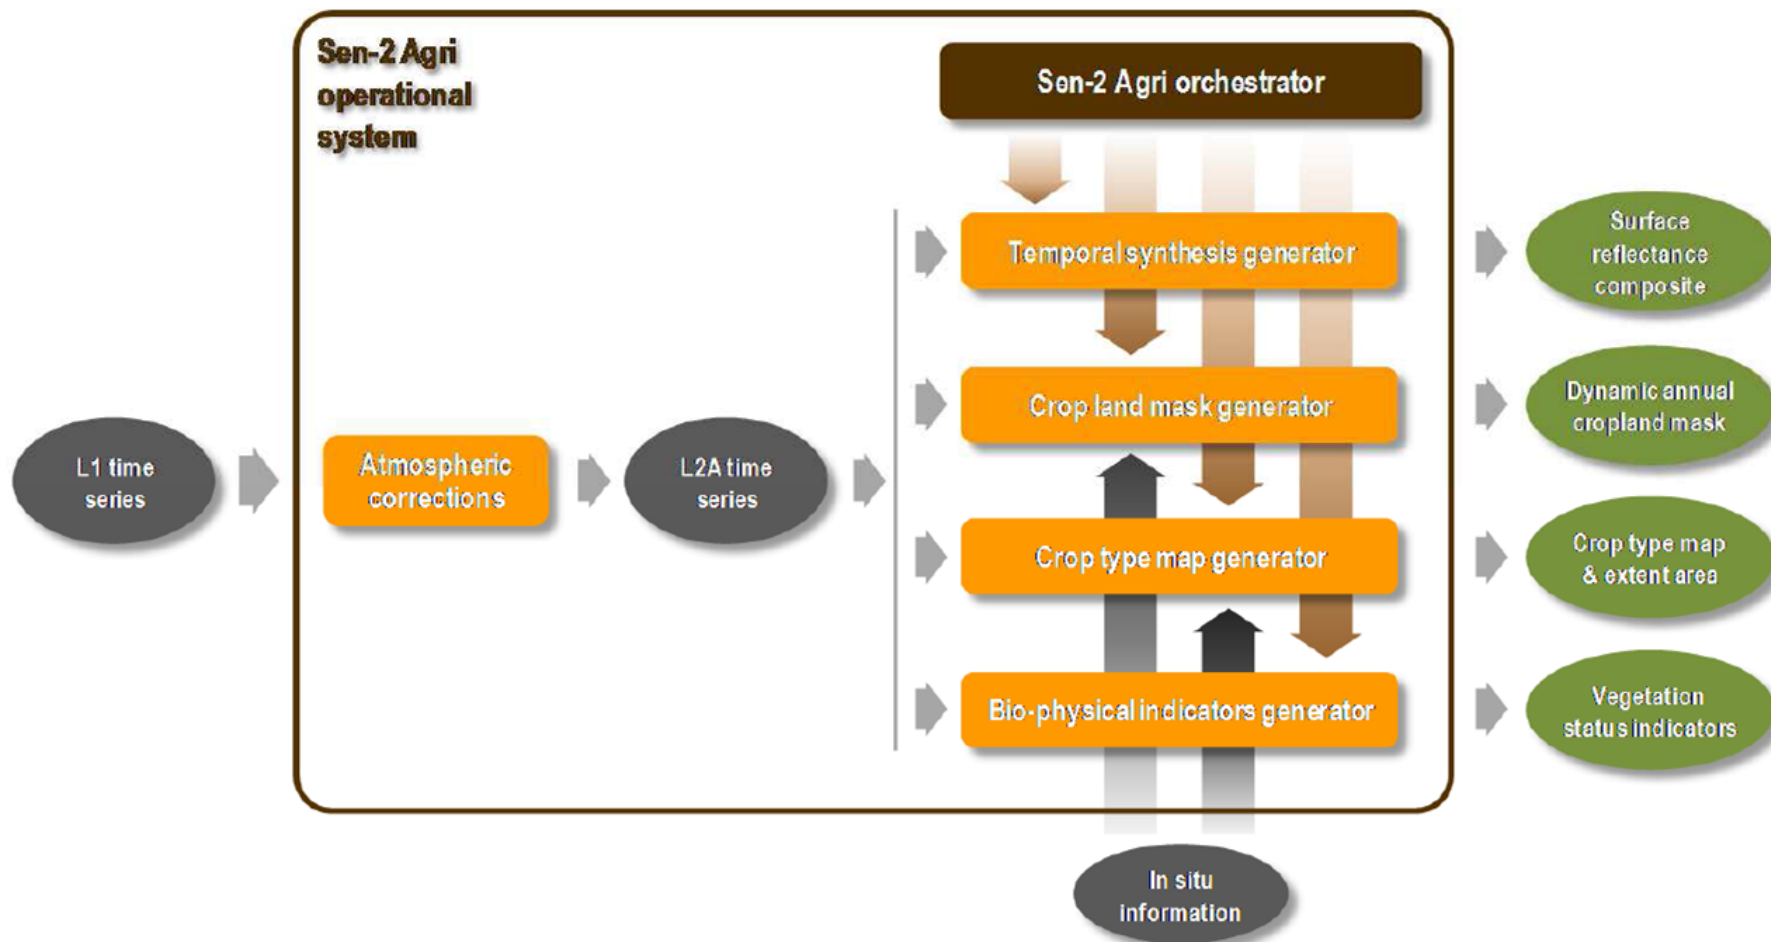 Sen-2 Agri
operational
system
Sen-2 Agri orchestrator
Temporal synthesis generator
Surface
reflectance
composite
Crop land mask generator
Dynamic annual
cropland mask
L1 time
series
Atmospheric
corrections
L2A time
series
Crop type map generator
Crop type map
& extent area
Bio-physical indicators generator
Vegetation
status indicators
In situ
information